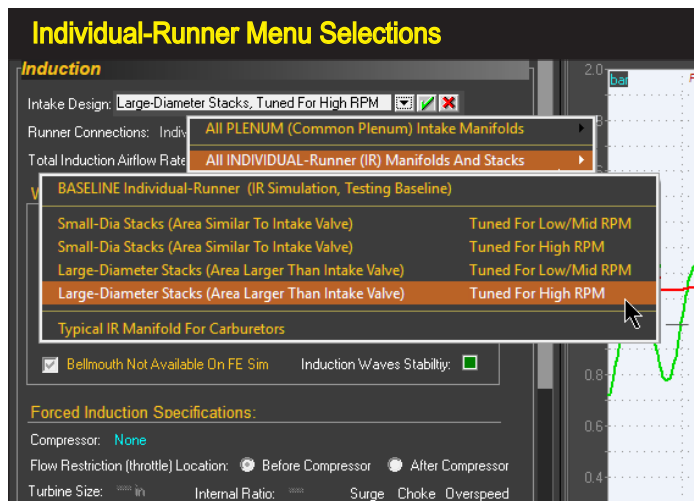 Individual-Runner Menu Selections
Induction
Intake Design: Large-Diameter Stacks, Tuned For High RPM
Runner Connections: Indiv
All PLENUM (Common Plenum) Intake Manifolds
Total Induction Airflow Rate
All INDIVIDUAL-Runner (IR) Manifolds And Stacks
BASELINE Individual-Runner (IR Simulation, Testing Baseline)
Small-Dia Stacks (Area Similar To Intake Valve) Tuned For Low/Mid RPM
Small-Dia Stacks (Area Similar To Intake Valve) Tuned For High RPM
Large-Diameter Stacks (Area Larger Than Intake Valve) Tuned For Low/Mid RPM
Large-Diameter Stacks (Area Larger Than Intake Valve) Tuned For High RPM
Typical IR Manifold For Carburetors
Bellmouth Not Available On FE Sim Induction Waves Stabiltiy:
Forced Induction Specifications:
Compressor: None
Flow Restriction (throttle) Location: Before Compressor After Compressor
Turbine Size: in Internal Ratio: Surge Choke Overspeed
2.0
bar
0.8
0.6
0.4